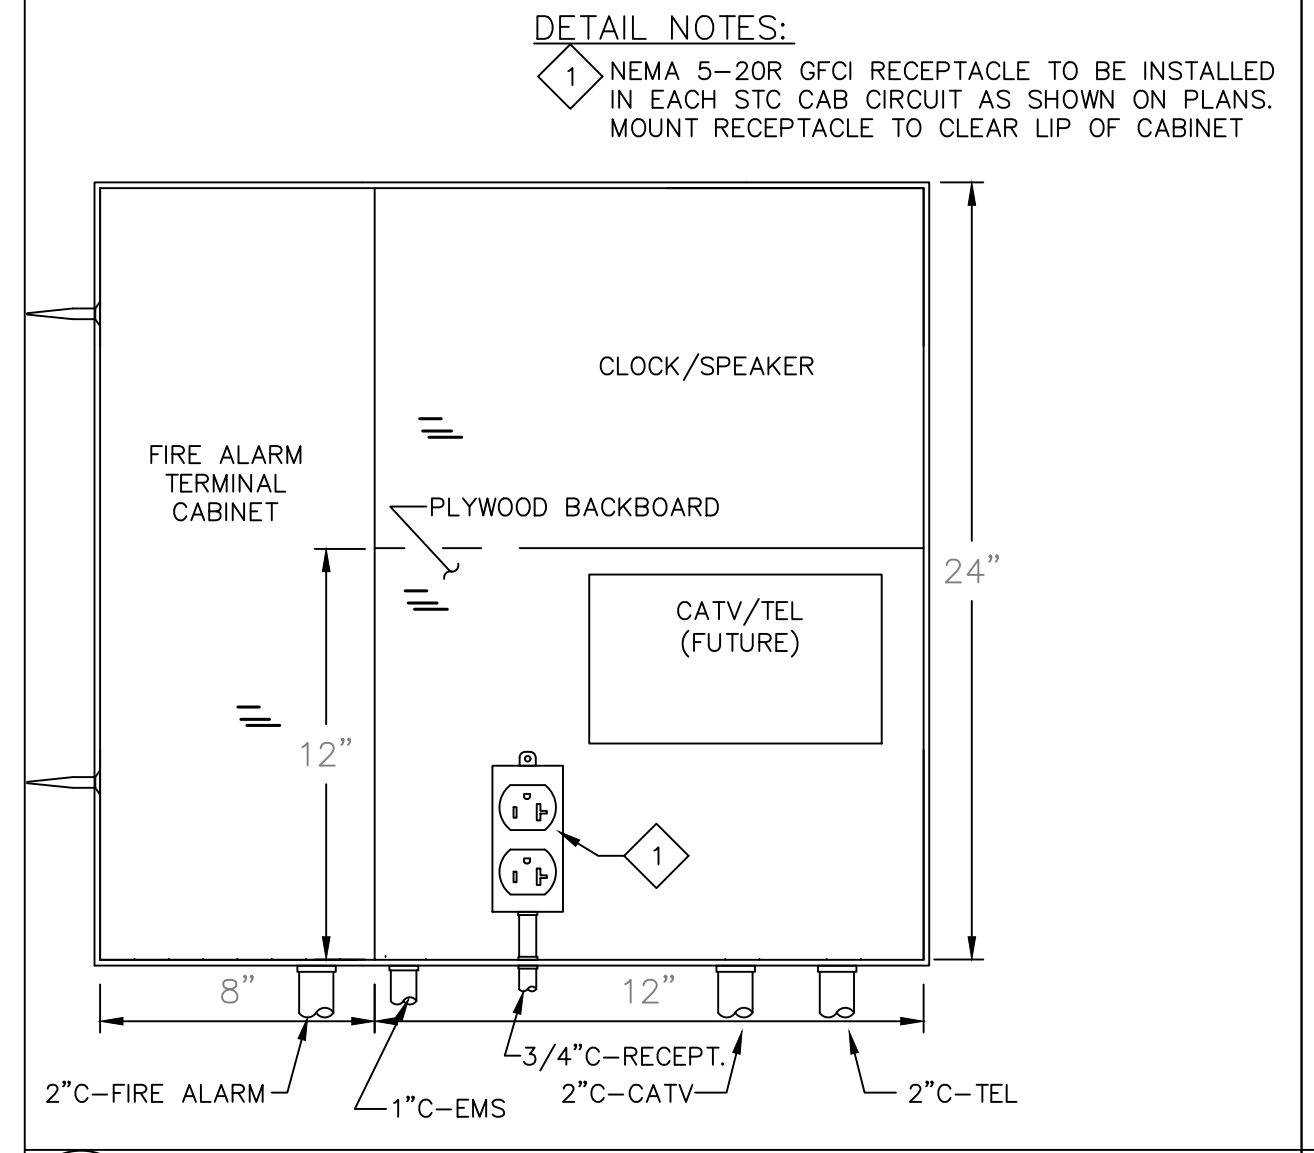 DETAIL NOTES:
1
NEMA 5-20R GFCI RECEPTACLE TO BE INSTALLED
IN EACH STC CAB CIRCUIT AS SHOWN ON PLANS.
MOUNT RECEPTACLE TO CLEAR LIP OF CABINET
CLOCK/SPEAKER
FIRE ALARM
TERMINAL
CABINET
PLYWOOD BACKBOARD
24"
CATV/TEL
(FUTURE)
12"
1
8"
12"
3/4"C-RECEPT.
2"C-FIRE ALARM
1"C-EMS
2"C-CATV
2"C-TEL